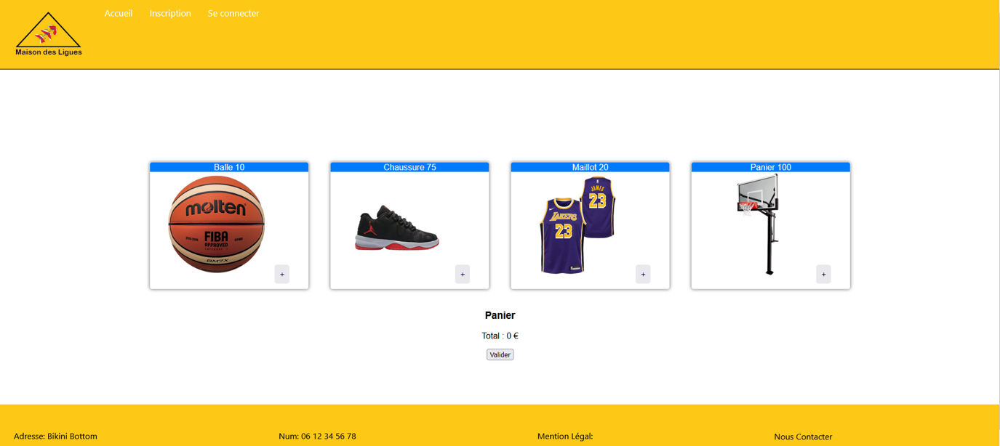 Accueil Inscription Se connecter
Maison des Ligues
Balle 10
Chaussure 75
Maillot 20
Panier 100
molten
FIBA
APPROVED
GM7X
JAMES
23
LAKERS
23
+
+
+
+
Panier
Total : 0 €
Valider
Adresse: Bikini Bottom
Num: 06 12 34 56 78
Mention Légal:
Nous Contacter